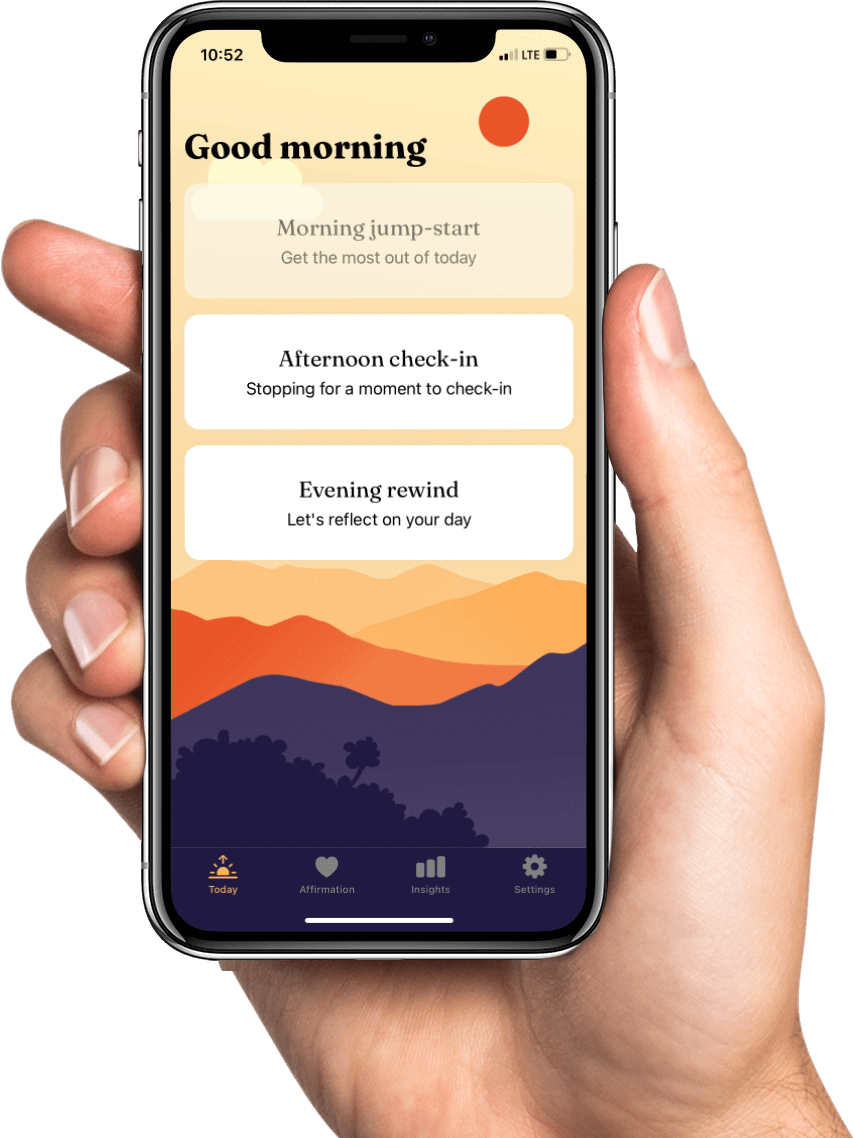 10:52 LTE
Good morning
Morning jump-start
Get the most out of today
Afternoon check-in
Stopping for a moment to check-in
Evening rewind
Let's reflect on your day
Today Affirmation Insights Settings